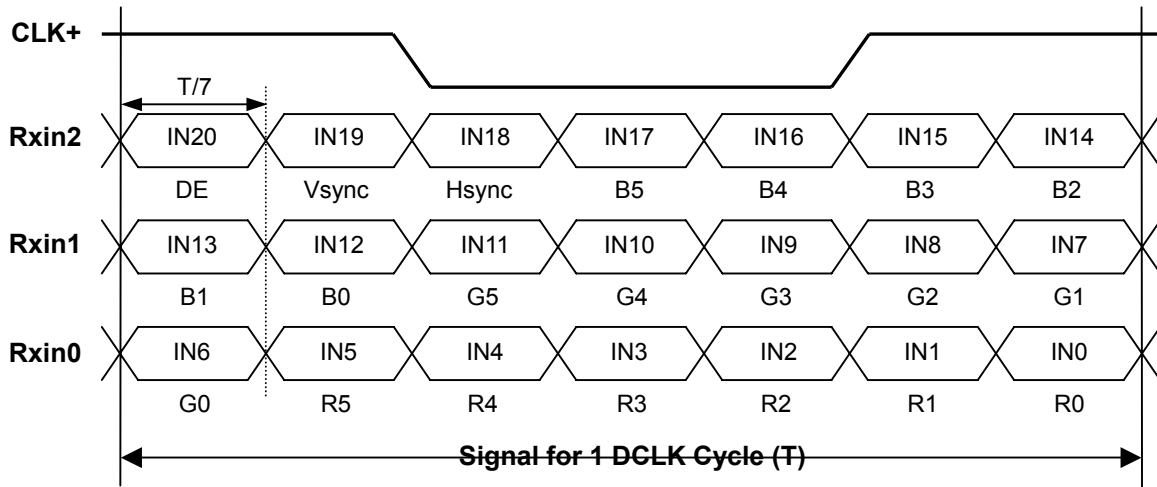 CLK+
T/7
Rxin2 IN20 IN19 IN18 IN17 IN16 IN15 IN14
DE Vsync Hsync B5 B4 B3 B2
Rxin1 IN13 IN12 IN11 IN10 IN9 IN8 IN7
B1 B0 G5 G4 G3 G2 G1
Rxin0 IN6 IN5 IN4 IN3 IN2 IN1 IN0
G0 R5 R4 R3 R2 R1 R0
Signal for 1 DCLK Cycle (T)